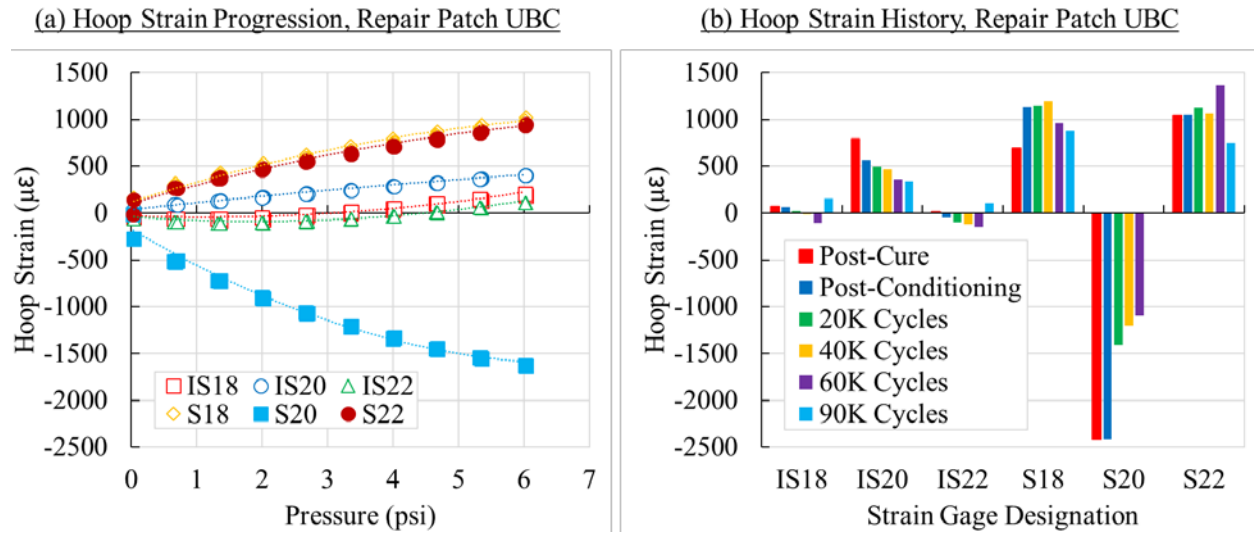 (a) Hoop Strain Progression, Repair Patch UBC
1500
1000
500
0
-500
-1000
-1500
-2000
-2500
Hoop Strain (με)
IS18 IS20 IS22
S18 S20 S22
0 1 2 3 4 5 6 7
Pressure (psi)
(b) Hoop Strain History, Repair Patch UBC
1500
1000
500
0
-500
-1000
-1500
-2000
-2500
Hoop Strain (με)
Post-Cure
Post-Conditioning
20K Cycles
40K Cycles
60K Cycles
90K Cycles
IS18 IS20 IS22 S18 S20 S22
Strain Gage Designation